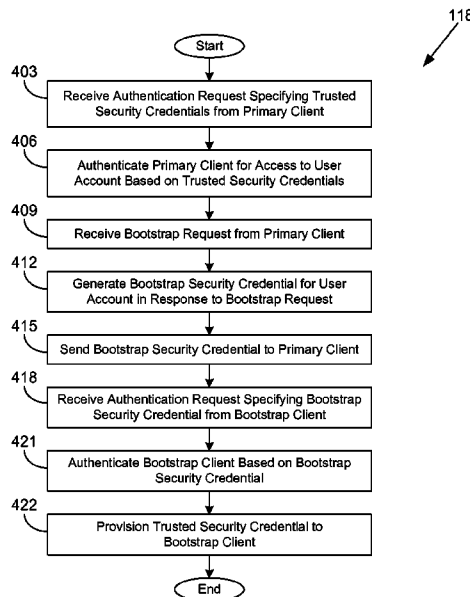 118
Start
403
Receive Authentication Request Specifying Trusted
Security Credentials from Primary Client
406
Authenticate Primary Client for Access to User
Account Based on Trusted Security Credentials
409
Receive Bootstrap Request from Primary Client
412
Generate Bootstrap Security Credential for User
Account in Response to Bootstrap Request
415
Send Bootstrap Security Credential to Primary Client
418
Receive Authentication Request Specifying Bootstrap
Security Credential from Bootstrap Client
421
Authenticate Bootstrap Client Based on Bootstrap
Security Credential
422
Provision Trusted Security Credential to
Bootstrap Client
End